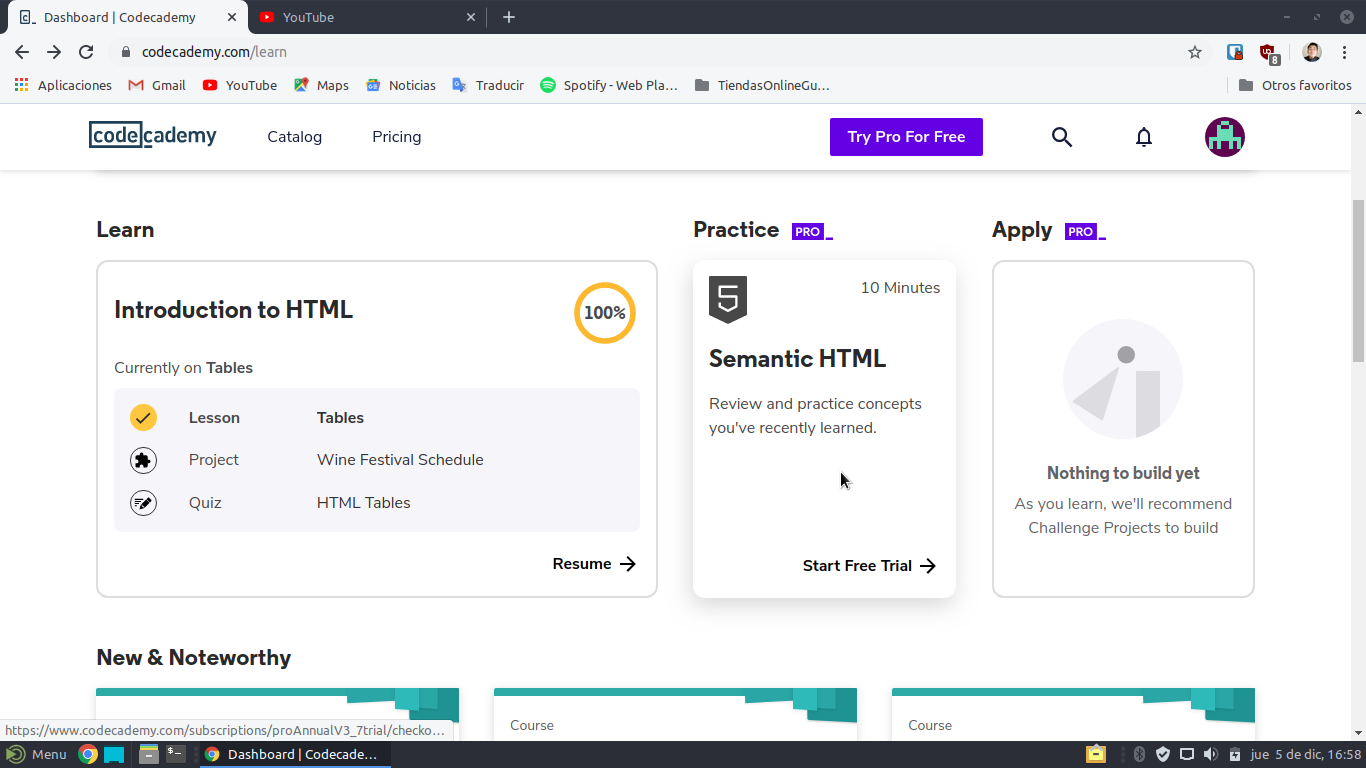 Dashboard | Codecademy
YouTube
codecademy.com/learn
8
Aplicaciones
Gmail
YouTube
Maps
Noticias
Traducir
Spotify - Web Pla…
TiendasOnlineGu…
Otros favoritos
codecademy
Catalog
Pricing
Try Pro For Free
Learn
Practice PRO
Apply PRO
Introduction to HTML
100%
Currently on Tables
Lesson Tables
Project Wine Festival Schedule
Quiz HTML Tables
Resume
10 Minutes
Semantic HTML
Review and practice concepts
you've recently learned.
Start Free Trial
Nothing to build yet
As you learn, we'll recommend
Challenge Projects to build
New & Noteworthy
Course
Course
https://www.codecademy.com/subscriptions/proAnnualV3_7trial/checko…
Menu
Dashboard | Codecade…
jue 5 de dic, 16:58